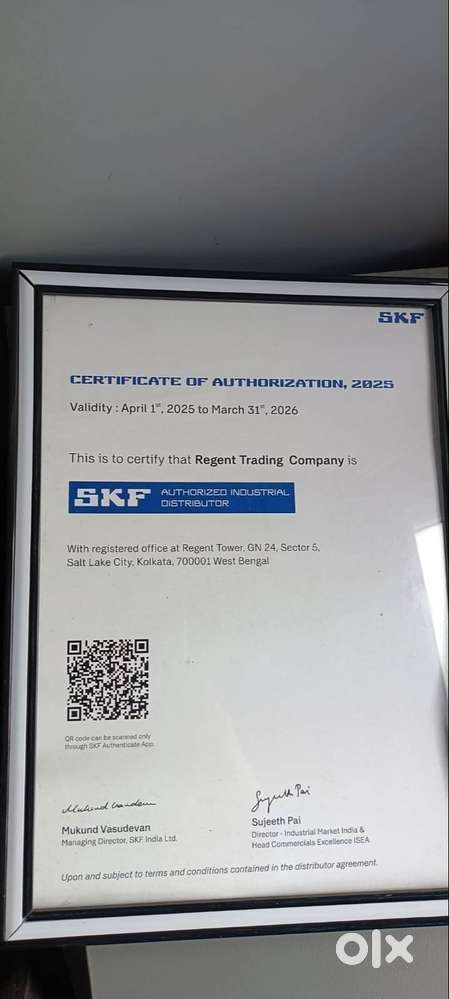 SKF
CERTIFICATE OF AUTHORIZATION, 2025
Validity : April 1st, 2025 to March 31st, 2026
This is to certify that Regent Trading Company is
SKF AUTHORIZED INDUSTRIAL
DISTRIBUTOR
With registered office at Regent Tower, GN 24, Sector 5,
Salt Lake City, Kolkata, 700001 West Bengal
QR code can be scanned only
through SKF Authenticate App.
Mukund Vasudevan
Managing Director, SKF India Ltd.
Sujeeth Pai
Sujeeth Pai
Director - Industrial Market India &
Head Commercials Excellence ISEA
Upon and subject to terms and conditions contained in the distributor agreement.
olx